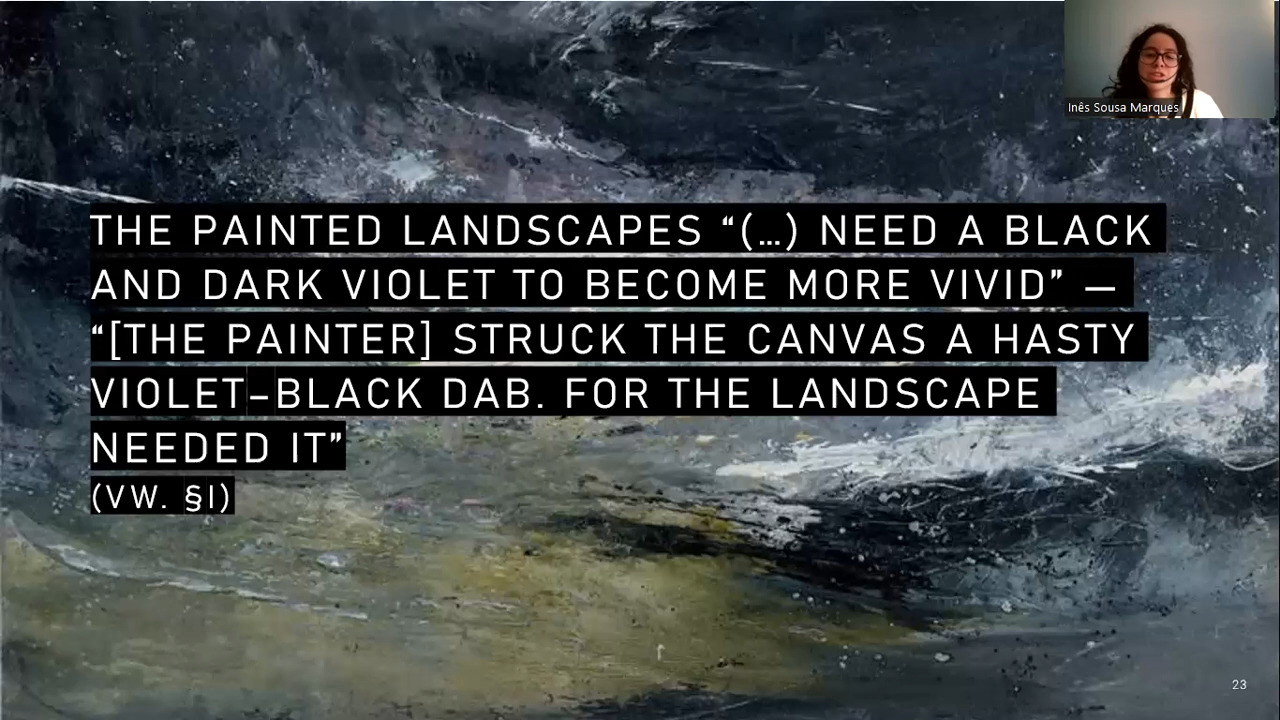 Inês Sousa Marques
THE PAINTED LANDSCAPES “(…) NEED A BLACK
AND DARK VIOLET TO BECOME MORE VIVID” —
“[THE PAINTER] STRUCK THE CANVAS A HASTY
VIOLET–BLACK DAB. FOR THE LANDSCAPE
NEEDED IT”
(VW. §I)
23